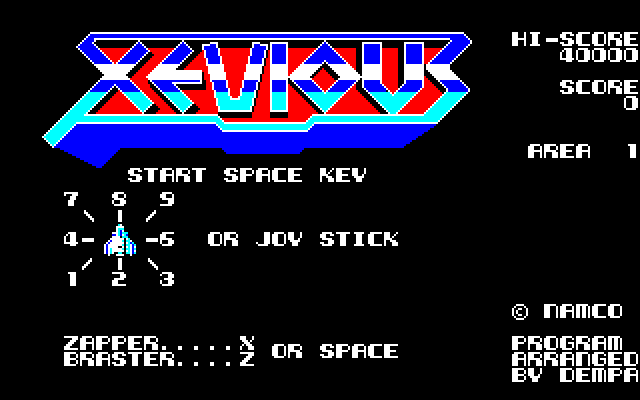 XEVIOUS
HI-SCORE
40000
SCORE
0
AREA 1
START SPACE KEY
7 8 9
4 - - 6 OR JOY STICK
1 2 3
© NAMCO
ZAPPER.....X
BRASTER....Z OR SPACE
PROGRAM
ARRANGED
BY DEMPA